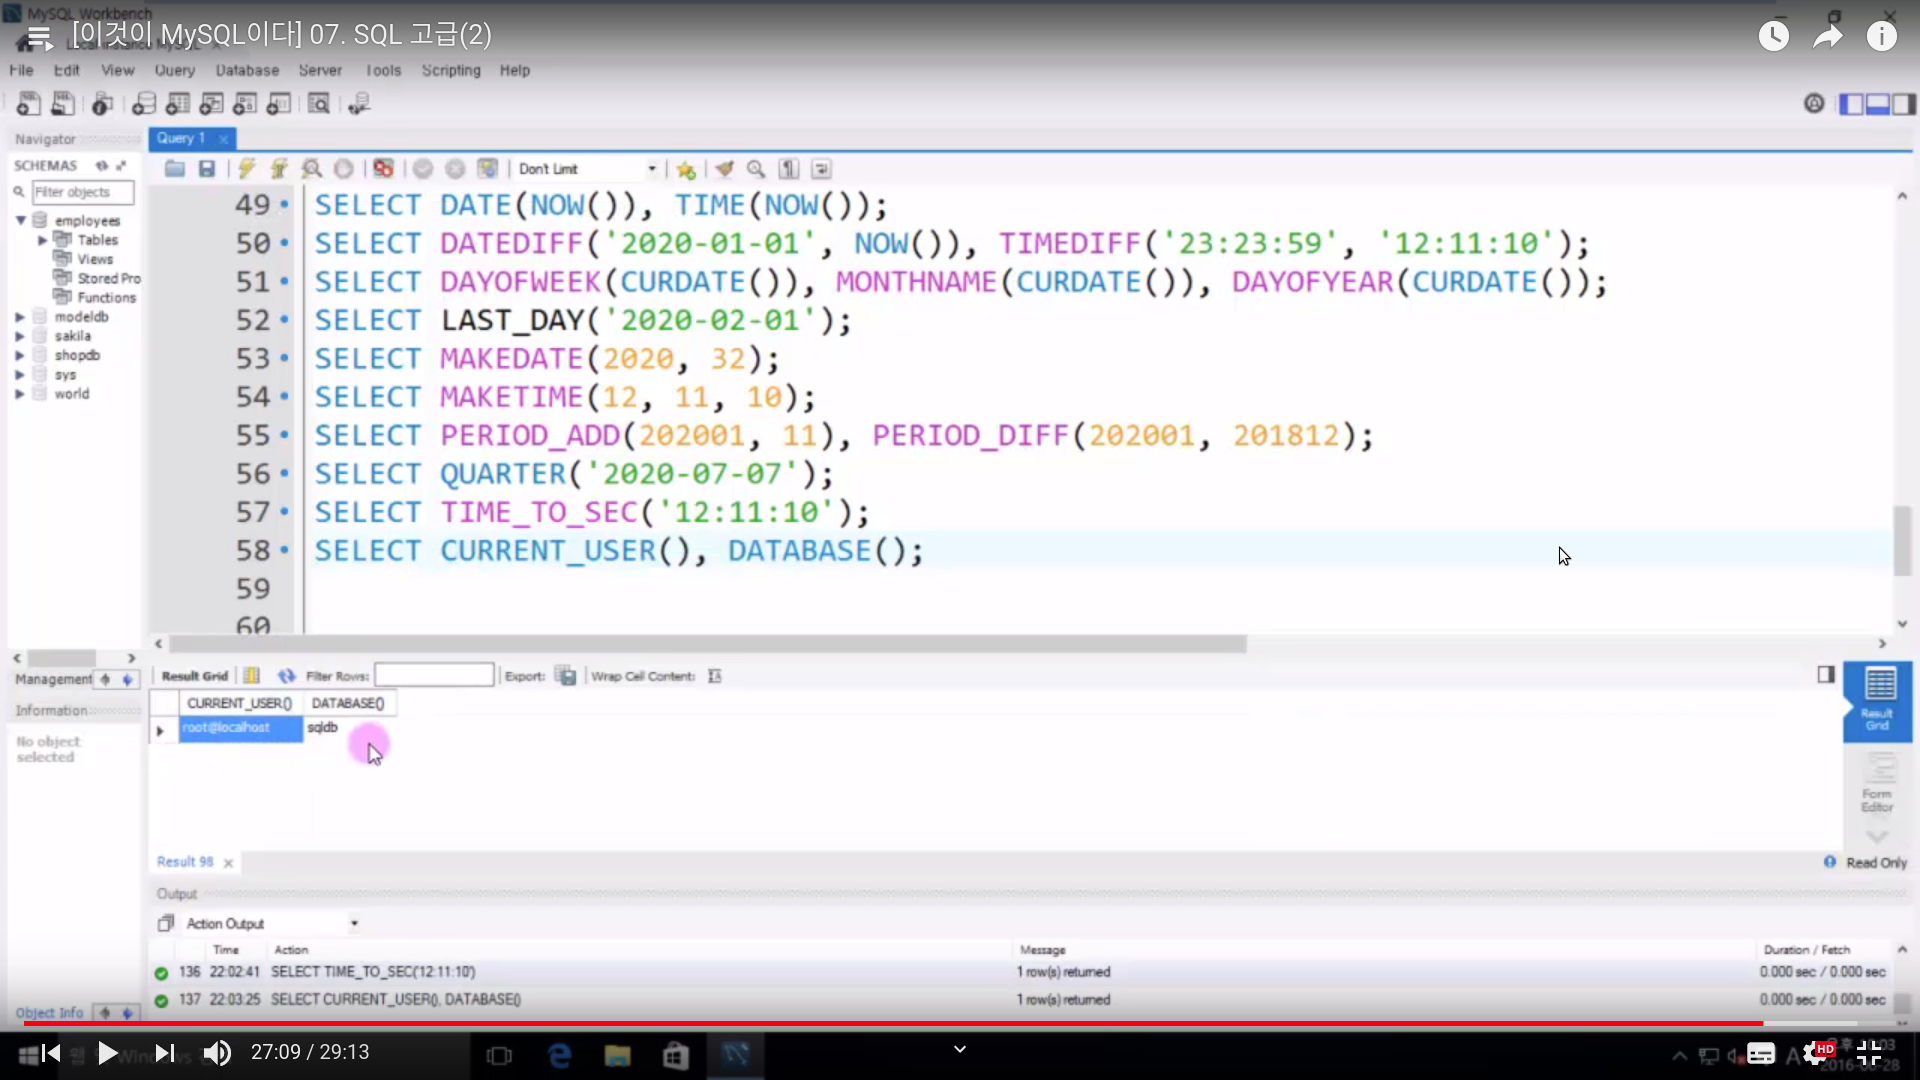 MySQL Workbench
[이것이 MySQL이다] 07. SQL 고급(2)
File Edit View Query Database Server Tools Scripting Help
Navigator
Query 1
SCHEMAS
Don't Limit
Filter objects
employees
Tables
Views
Stored Pro
Functions
modeldb
sakila
shopdb
sys
world
49 SELECT DATE(NOW()), TIME(NOW());
50 SELECT DATEDIFF('2020-01-01', NOW()), TIMEDIFF('23:23:59', '12:11:10');
51 SELECT DAYOFWEEK(CURDATE()), MONTHNAME(CURDATE()), DAYOFYEAR(CURDATE());
52 SELECT LAST_DAY('2020-02-01');
53 SELECT MAKEDATE(2020, 32);
54 SELECT MAKETIME(12, 11, 10);
55 SELECT PERIOD_ADD(202001, 11), PERIOD_DIFF(202001, 201812);
56 SELECT QUARTER('2020-07-07');
57 SELECT TIME_TO_SEC('12:11:10');
58 SELECT CURRENT_USER(), DATABASE();
59
60
Management
Information
No object
selected
Object Info
Result Grid Filter Rows: Export: Wrap Cell Content:
CURRENT_USER() DATABASE()
root@localhost sqldb
Result
Grid
Form
Editor
Result 98
Read Only
Output
Action Output
Time Action Message Duration / Fetch
136 22:02:41 SELECT TIME_TO_SEC('12:11:10') 1 row(s) returned 0.000 sec / 0.000 sec
137 22:03:25 SELECT CURRENT_USER(), DATABASE() 1 row(s) returned 0.000 sec / 0.000 sec
27:09 / 29:13
HD